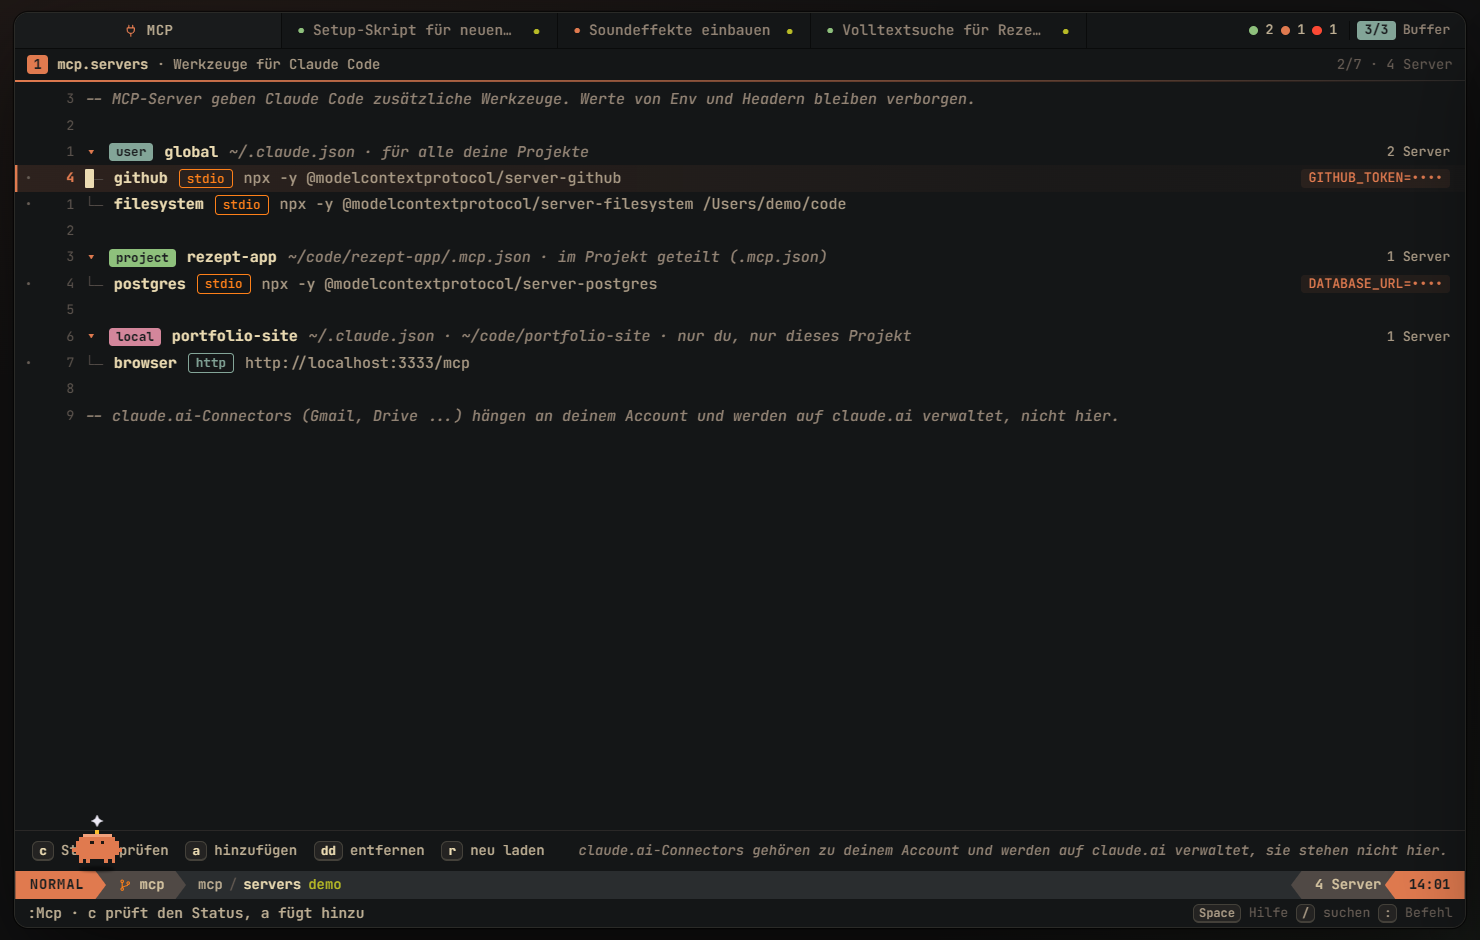 MCP Setup-Skript für neuen… Soundeffekte einbauen Volltextsuche für Reze… 2 1 1 3/3 Buffer
1 mcp.servers · Werkzeuge für Claude Code 2/7 · 4 Server
3 -- MCP-Server geben Claude Code zusätzliche Werkzeuge. Werte von Env und Headern bleiben verborgen.
2
1 ▾ user global ~/.claude.json · für alle deine Projekte 2 Server
4 github stdio npx -y @modelcontextprotocol/server-github GITHUB_TOKEN=••••
1 └─ filesystem stdio npx -y @modelcontextprotocol/server-filesystem /Users/demo/code
2
3 ▾ project rezept-app ~/code/rezept-app/.mcp.json · im Projekt geteilt (.mcp.json) 1 Server
4 └─ postgres stdio npx -y @modelcontextprotocol/server-postgres DATABASE_URL=••••
5
6 ▾ local portfolio-site ~/.claude.json · ~/code/portfolio-site · nur du, nur dieses Projekt 1 Server
7 └─ browser http http://localhost:3333/mcp
8
9 -- claude.ai-Connectors (Gmail, Drive ...) hängen an deinem Account und werden auf claude.ai verwaltet, nicht hier.
c prüfen a hinzufügen dd entfernen r neu laden claude.ai-Connectors gehören zu deinem Account und werden auf claude.ai verwaltet, sie stehen nicht hier.
NORMAL mcp mcp / servers demo 4 Server 14:01
:Mcp · c prüft den Status, a fügt hinzu Space Hilfe / suchen : Befehl